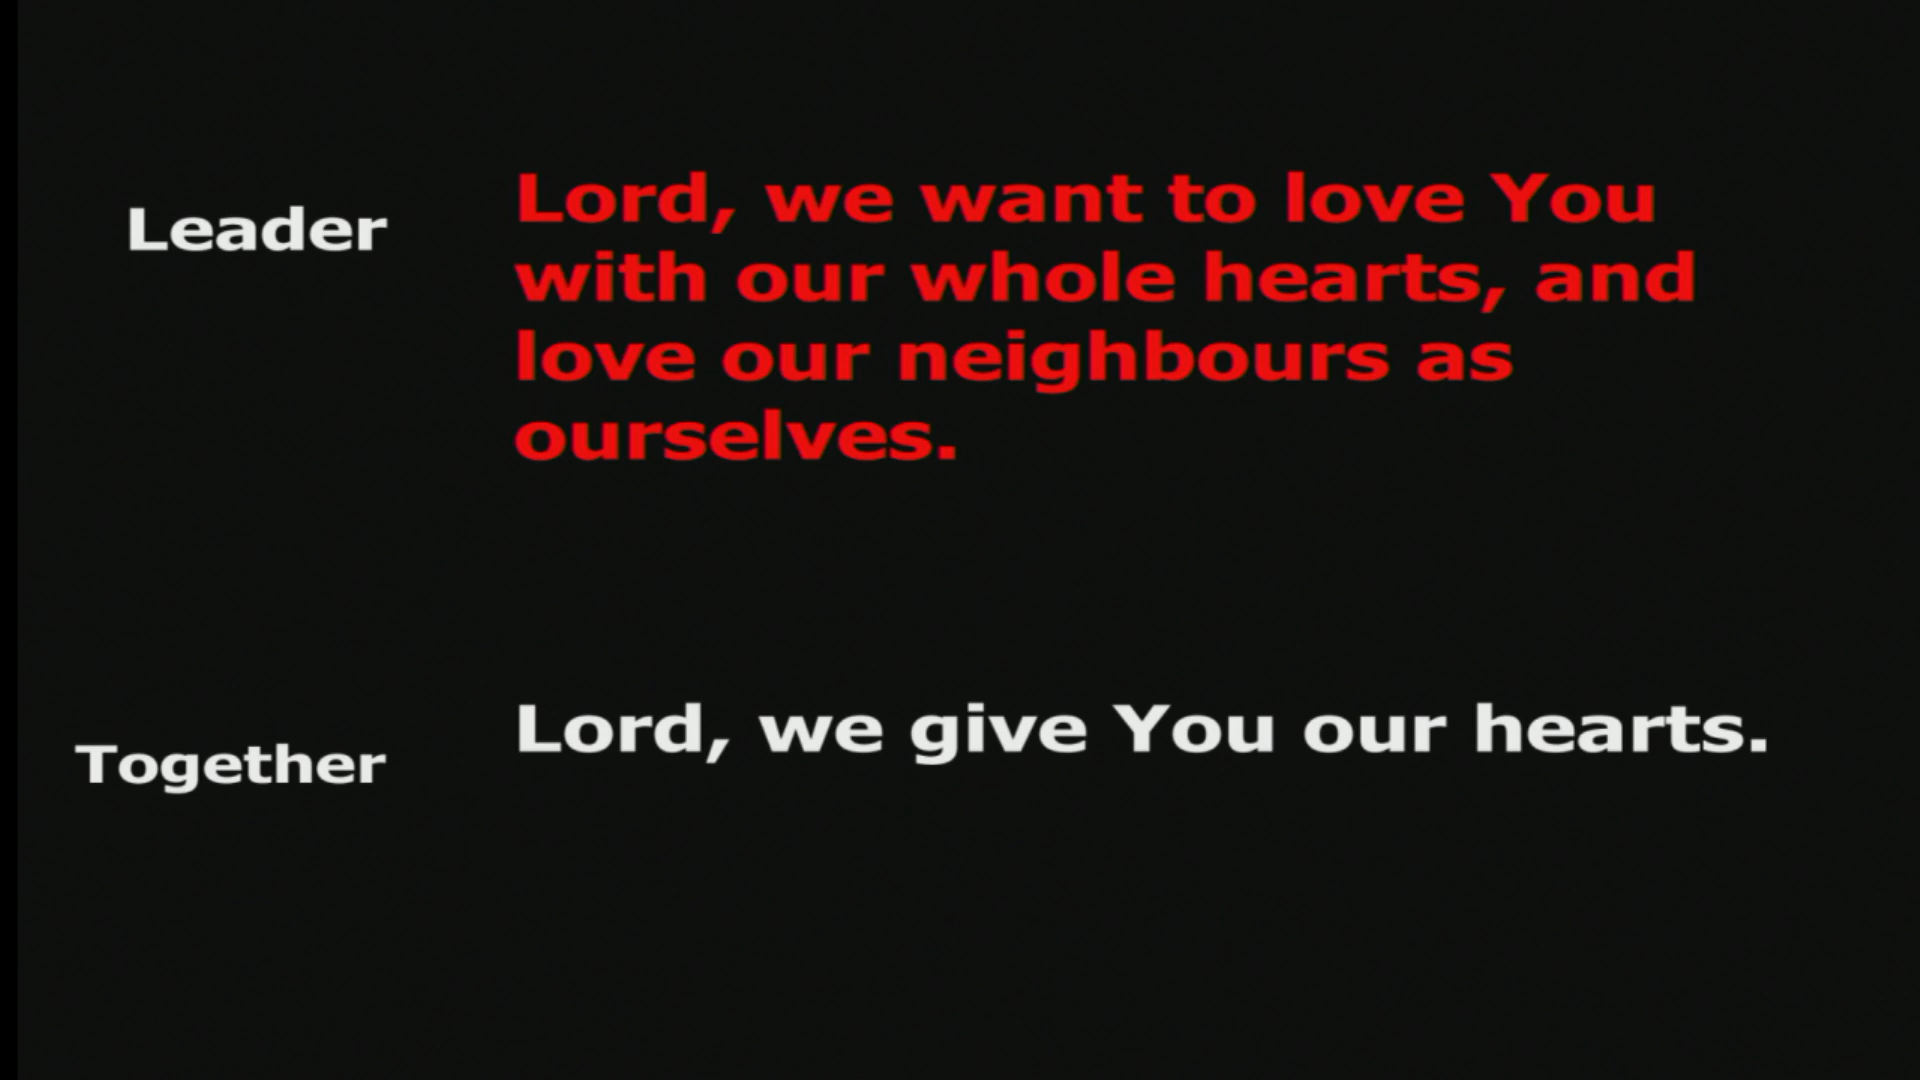 Leader
Lord, we want to love You
with our whole hearts, and
love our neighbours as
ourselves.
Together
Lord, we give You our hearts.